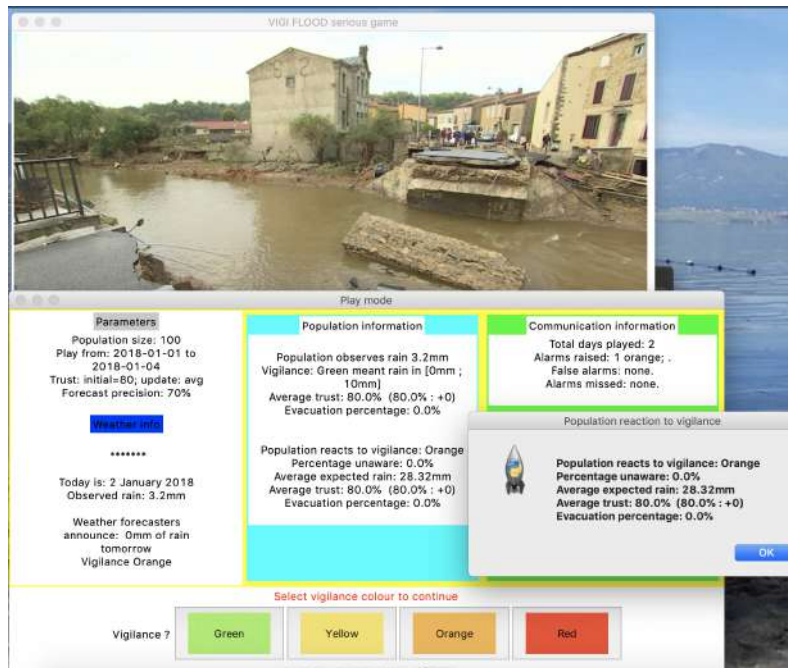 VIGI FLOOD serious game
Play mode
Parameters
Population size: 100
Play from: 2018-01-01 to
2018-01-04
Trust: initial=80; update: avg
Forecast precision: 70%
Weather info
*******
Today is: 2 January 2018
Observed rain: 3.2mm
Weather forecasters
announce: 0mm of rain
tomorrow
Vigilance Orange
Population information
Population observes rain 3.2mm
Vigilance: Green meant rain in [0mm ;
10mm]
Average trust: 80.0% (80.0% : +0)
Evacuation percentage: 0.0%
Population reacts to vigilance: Orange
Percentage unaware: 0.0%
Average expected rain: 28.32mm
Average trust: 80.0% (80.0% : +0)
Evacuation percentage: 0.0%
Communication information
Total days played: 2
Alarms raised: 1 orange; .
False alarms: none.
Alarms missed: none.
Population reaction to vigilance
Population reacts to vigilance: Orange
Percentage unaware: 0.0%
Average expected rain: 28.32mm
Average trust: 80.0% (80.0% : +0)
Evacuation percentage: 0.0%
OK
Select vigilance colour to continue
Vigilance ?
Green
Yellow
Orange
Red